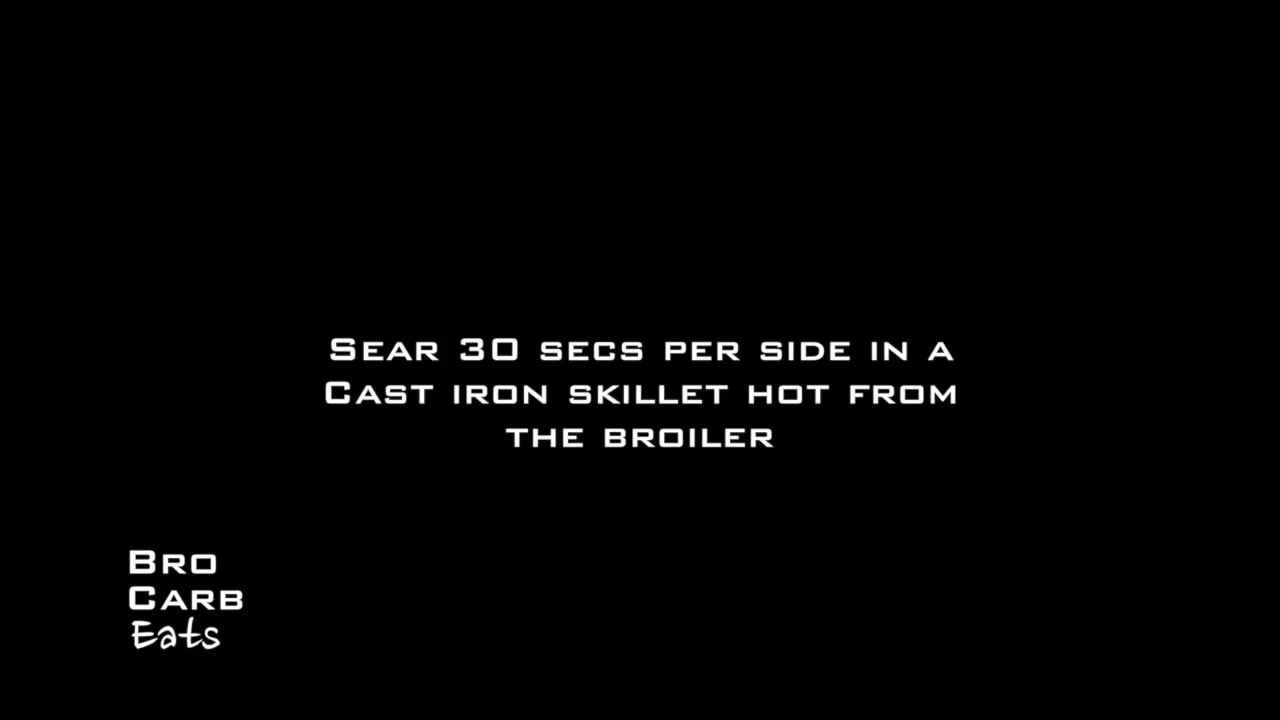 Sear 30 secs per side in a
Cast iron skillet hot from
the broiler
Bro
Carb
Eats